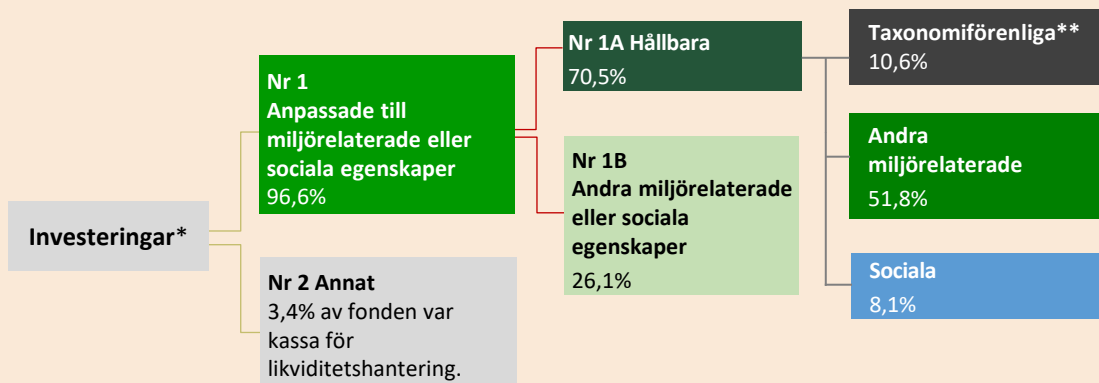 Investeringar*
Nr 1
Anpassade till
miljörelaterade eller
sociala egenskaper
96,6%
Nr 2 Annat
3,4% av fonden var
kassa för
likviditetshantering.
Nr 1A Hållbara
70,5%
Nr 1B
Andra miljörelaterade
eller sociala
egenskaper
26,1%
Taxonomiförenliga**
10,6%
Andra
miljörelaterade
51,8%
Sociala
8,1%